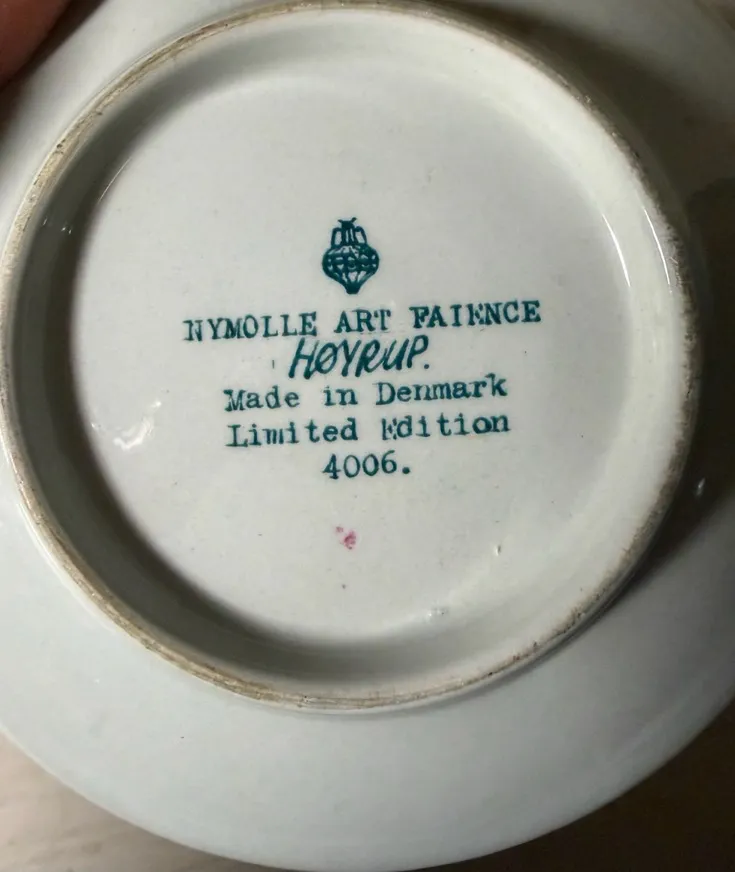 NYMOLLE ART FAIENCE
HØYRUP.
Made in Denmark
Limited Edition
4006.